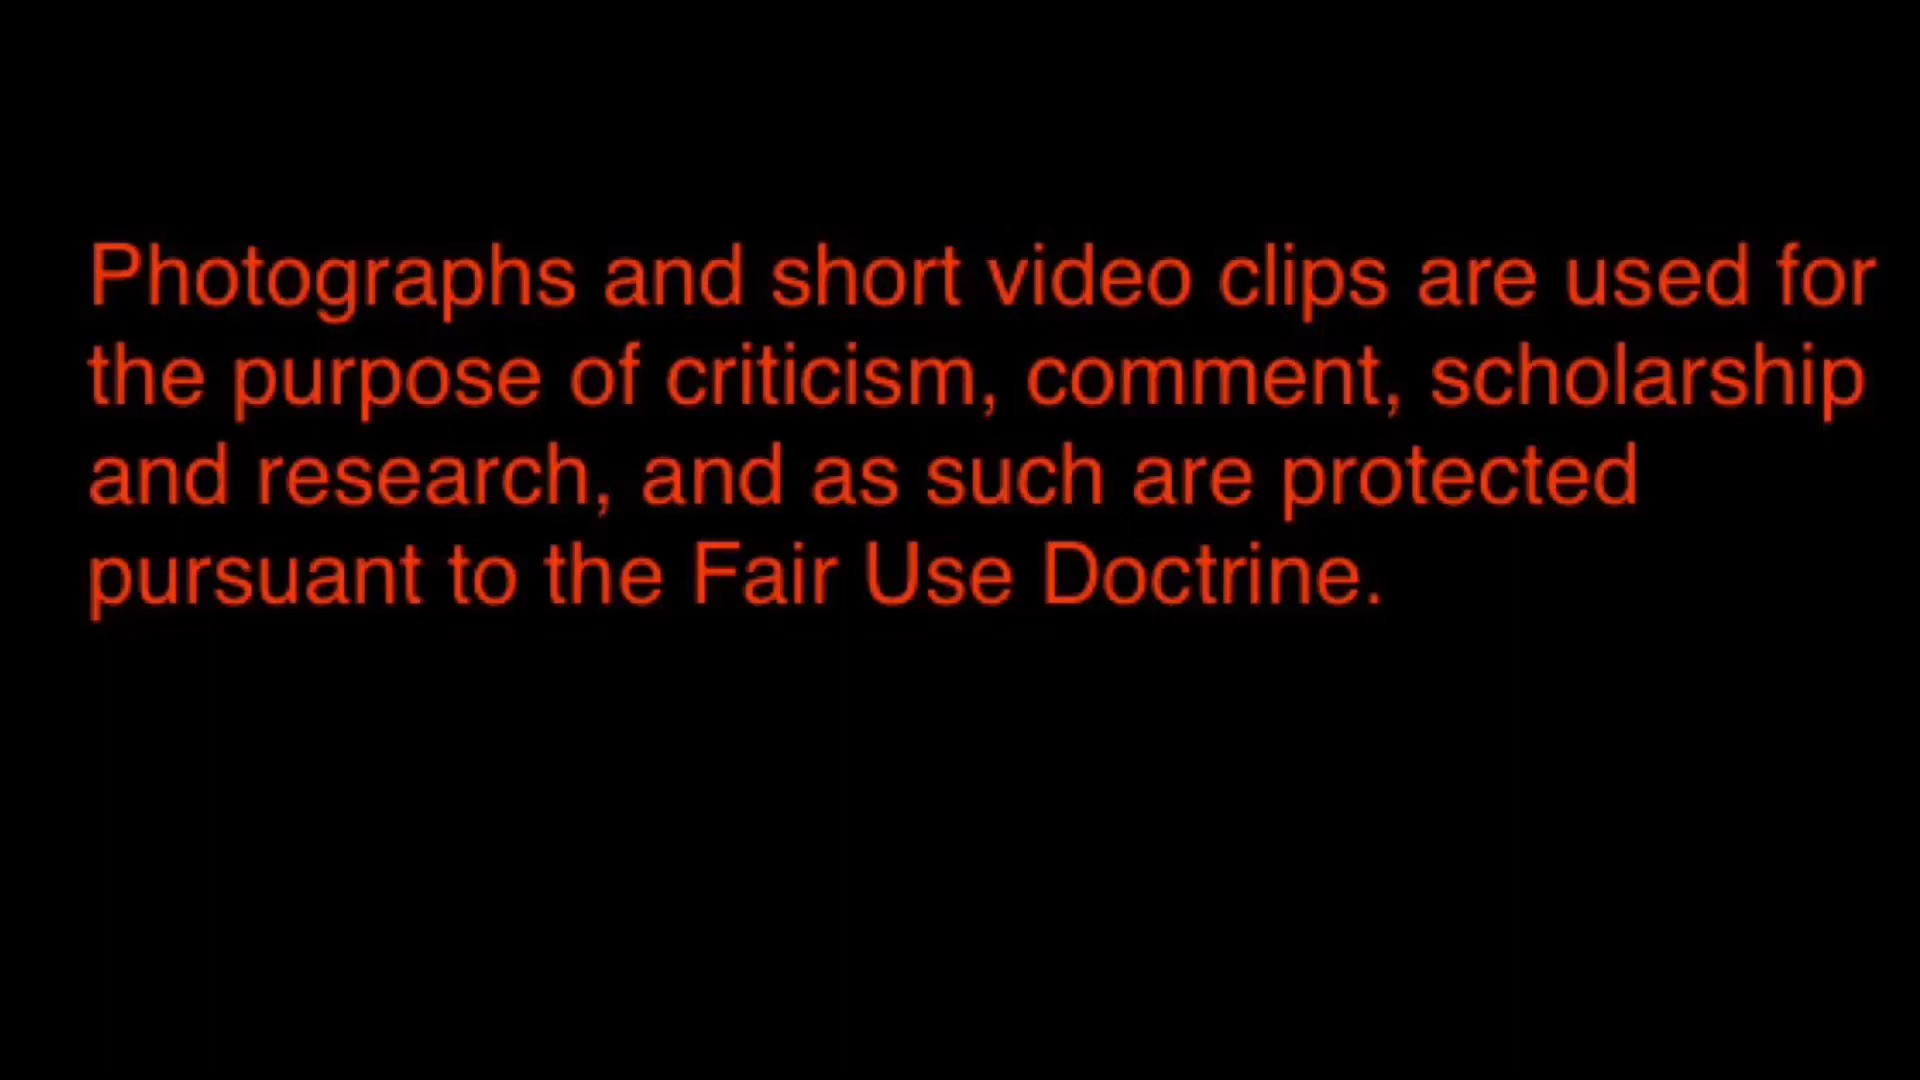 Photographs and short video clips are used for
the purpose of criticism, comment, scholarship
and research, and as such are protected
pursuant to the Fair Use Doctrine.